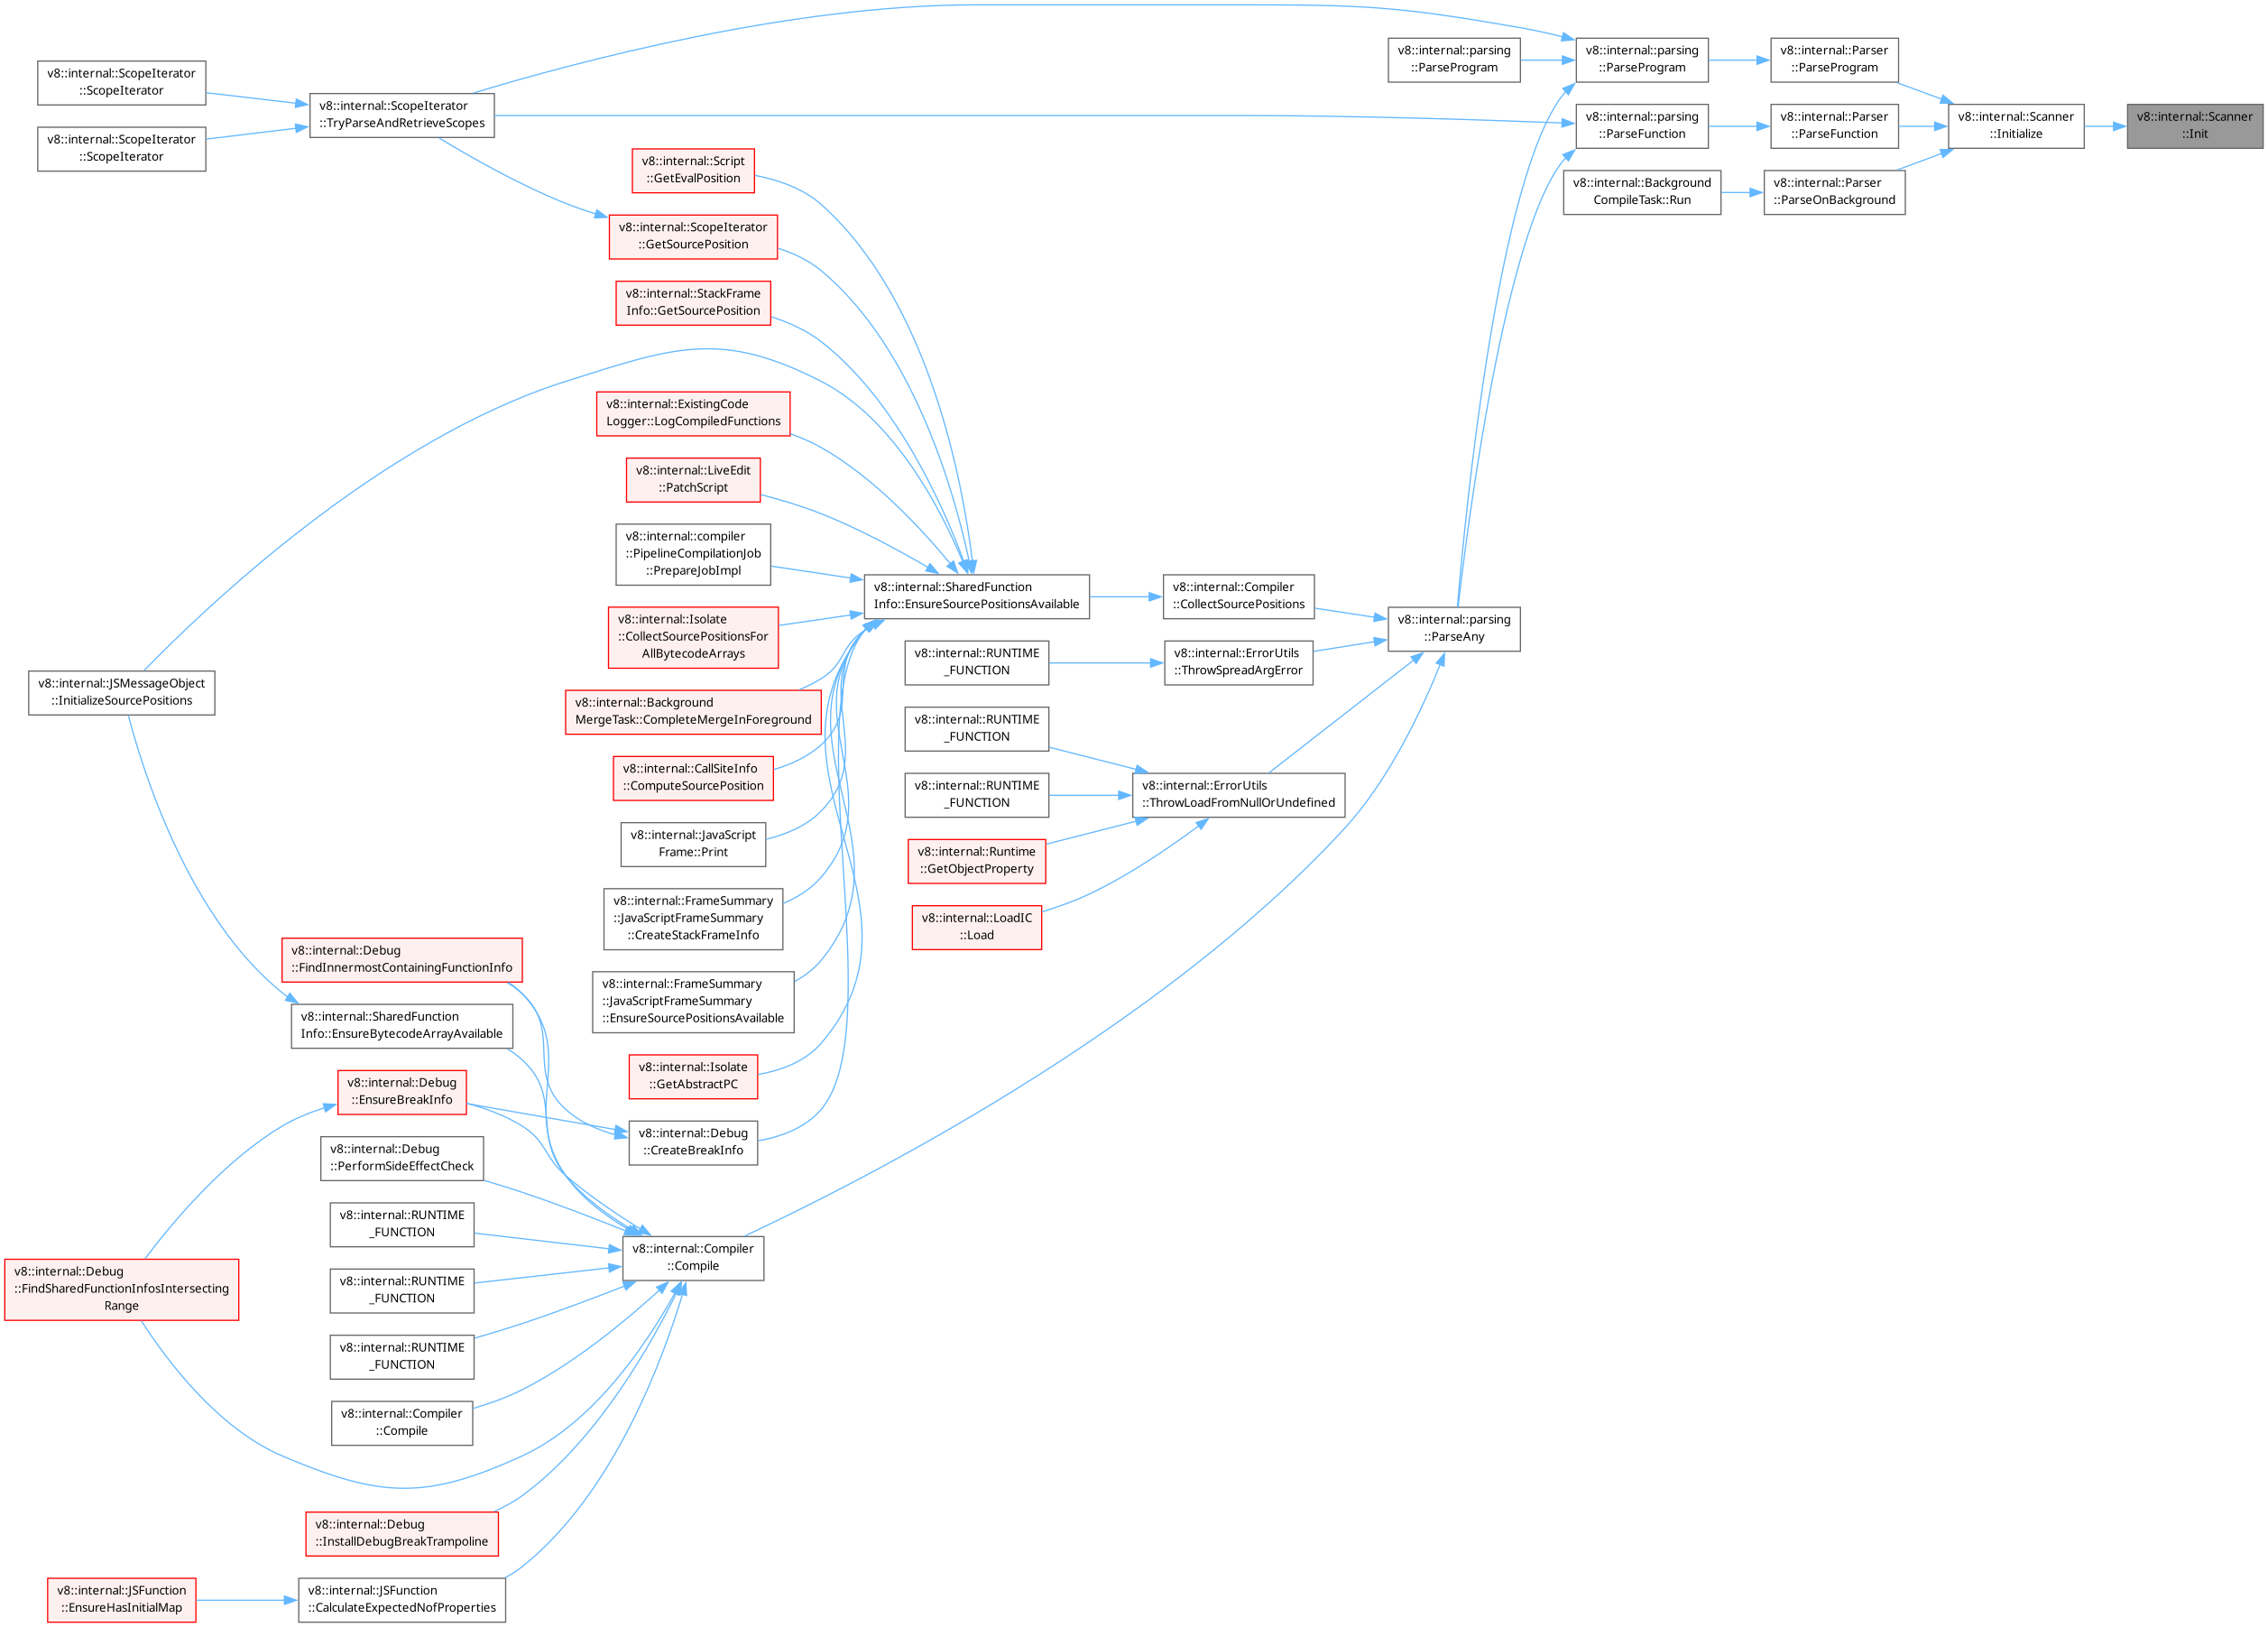 v8::internal::Scanner
::Init
v8::internal::Scanner
::Initialize
v8::internal::Parser
::ParseProgram
v8::internal::parsing
::ParseProgram
v8::internal::parsing
::ParseProgram
v8::internal::ScopeIterator
::TryParseAndRetrieveScopes
v8::internal::ScopeIterator
::ScopeIterator
v8::internal::ScopeIterator
::ScopeIterator
v8::internal::Parser
::ParseFunction
v8::internal::parsing
::ParseFunction
v8::internal::Parser
::ParseOnBackground
v8::internal::Background
CompileTask::Run
v8::internal::parsing
::ParseAny
v8::internal::Compiler
::CollectSourcePositions
v8::internal::SharedFunction
Info::EnsureSourcePositionsAvailable
v8::internal::Script
::GetEvalPosition
v8::internal::ScopeIterator
::GetSourcePosition
v8::internal::StackFrame
Info::GetSourcePosition
v8::internal::ExistingCode
Logger::LogCompiledFunctions
v8::internal::LiveEdit
::PatchScript
v8::internal::compiler
::PipelineCompilationJob
::PrepareJobImpl
v8::internal::Isolate
::CollectSourcePositionsFor
AllBytecodeArrays
v8::internal::Background
MergeTask::CompleteMergeInForeground
v8::internal::CallSiteInfo
::ComputeSourcePosition
v8::internal::JavaScript
Frame::Print
v8::internal::FrameSummary
::JavaScriptFrameSummary
::CreateStackFrameInfo
v8::internal::FrameSummary
::JavaScriptFrameSummary
::EnsureSourcePositionsAvailable
v8::internal::Isolate
::GetAbstractPC
v8::internal::Debug
::CreateBreakInfo
v8::internal::ErrorUtils
::ThrowSpreadArgError
v8::internal::RUNTIME
_FUNCTION
v8::internal::ErrorUtils
::ThrowLoadFromNullOrUndefined
v8::internal::RUNTIME
_FUNCTION
v8::internal::RUNTIME
_FUNCTION
v8::internal::Runtime
::GetObjectProperty
v8::internal::LoadIC
::Load
v8::internal::JSMessageObject
::InitializeSourcePositions
v8::internal::Debug
::FindInnermostContainingFunctionInfo
v8::internal::SharedFunction
Info::EnsureBytecodeArrayAvailable
v8::internal::Debug
::EnsureBreakInfo
v8::internal::Debug
::PerformSideEffectCheck
v8::internal::Compiler
::Compile
v8::internal::RUNTIME
_FUNCTION
v8::internal::RUNTIME
_FUNCTION
v8::internal::RUNTIME
_FUNCTION
v8::internal::Compiler
::Compile
v8::internal::Debug
::FindSharedFunctionInfosIntersecting
Range
v8::internal::Debug
::InstallDebugBreakTrampoline
v8::internal::JSFunction
::CalculateExpectedNofProperties
v8::internal::JSFunction
::EnsureHasInitialMap